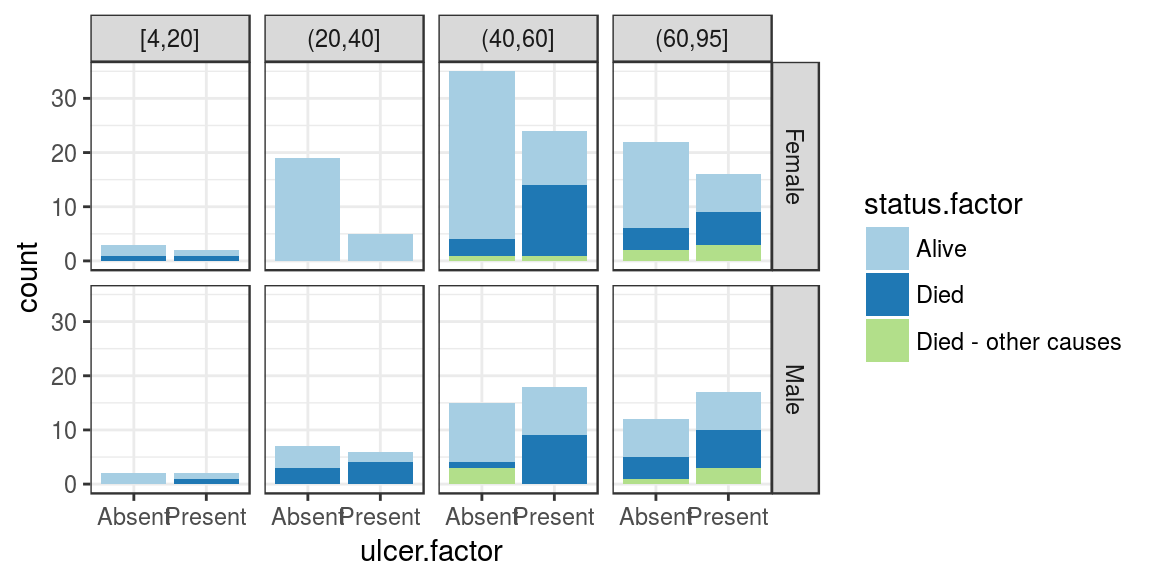 [4,20] (20,40] (40,60] (60,95]
count
30
20
10
0
Female
30
20
10
0
Male
Absent Present Absent Present Absent Present Absent Present
ulcer.factor
status.factor
Alive
Died
Died - other causes